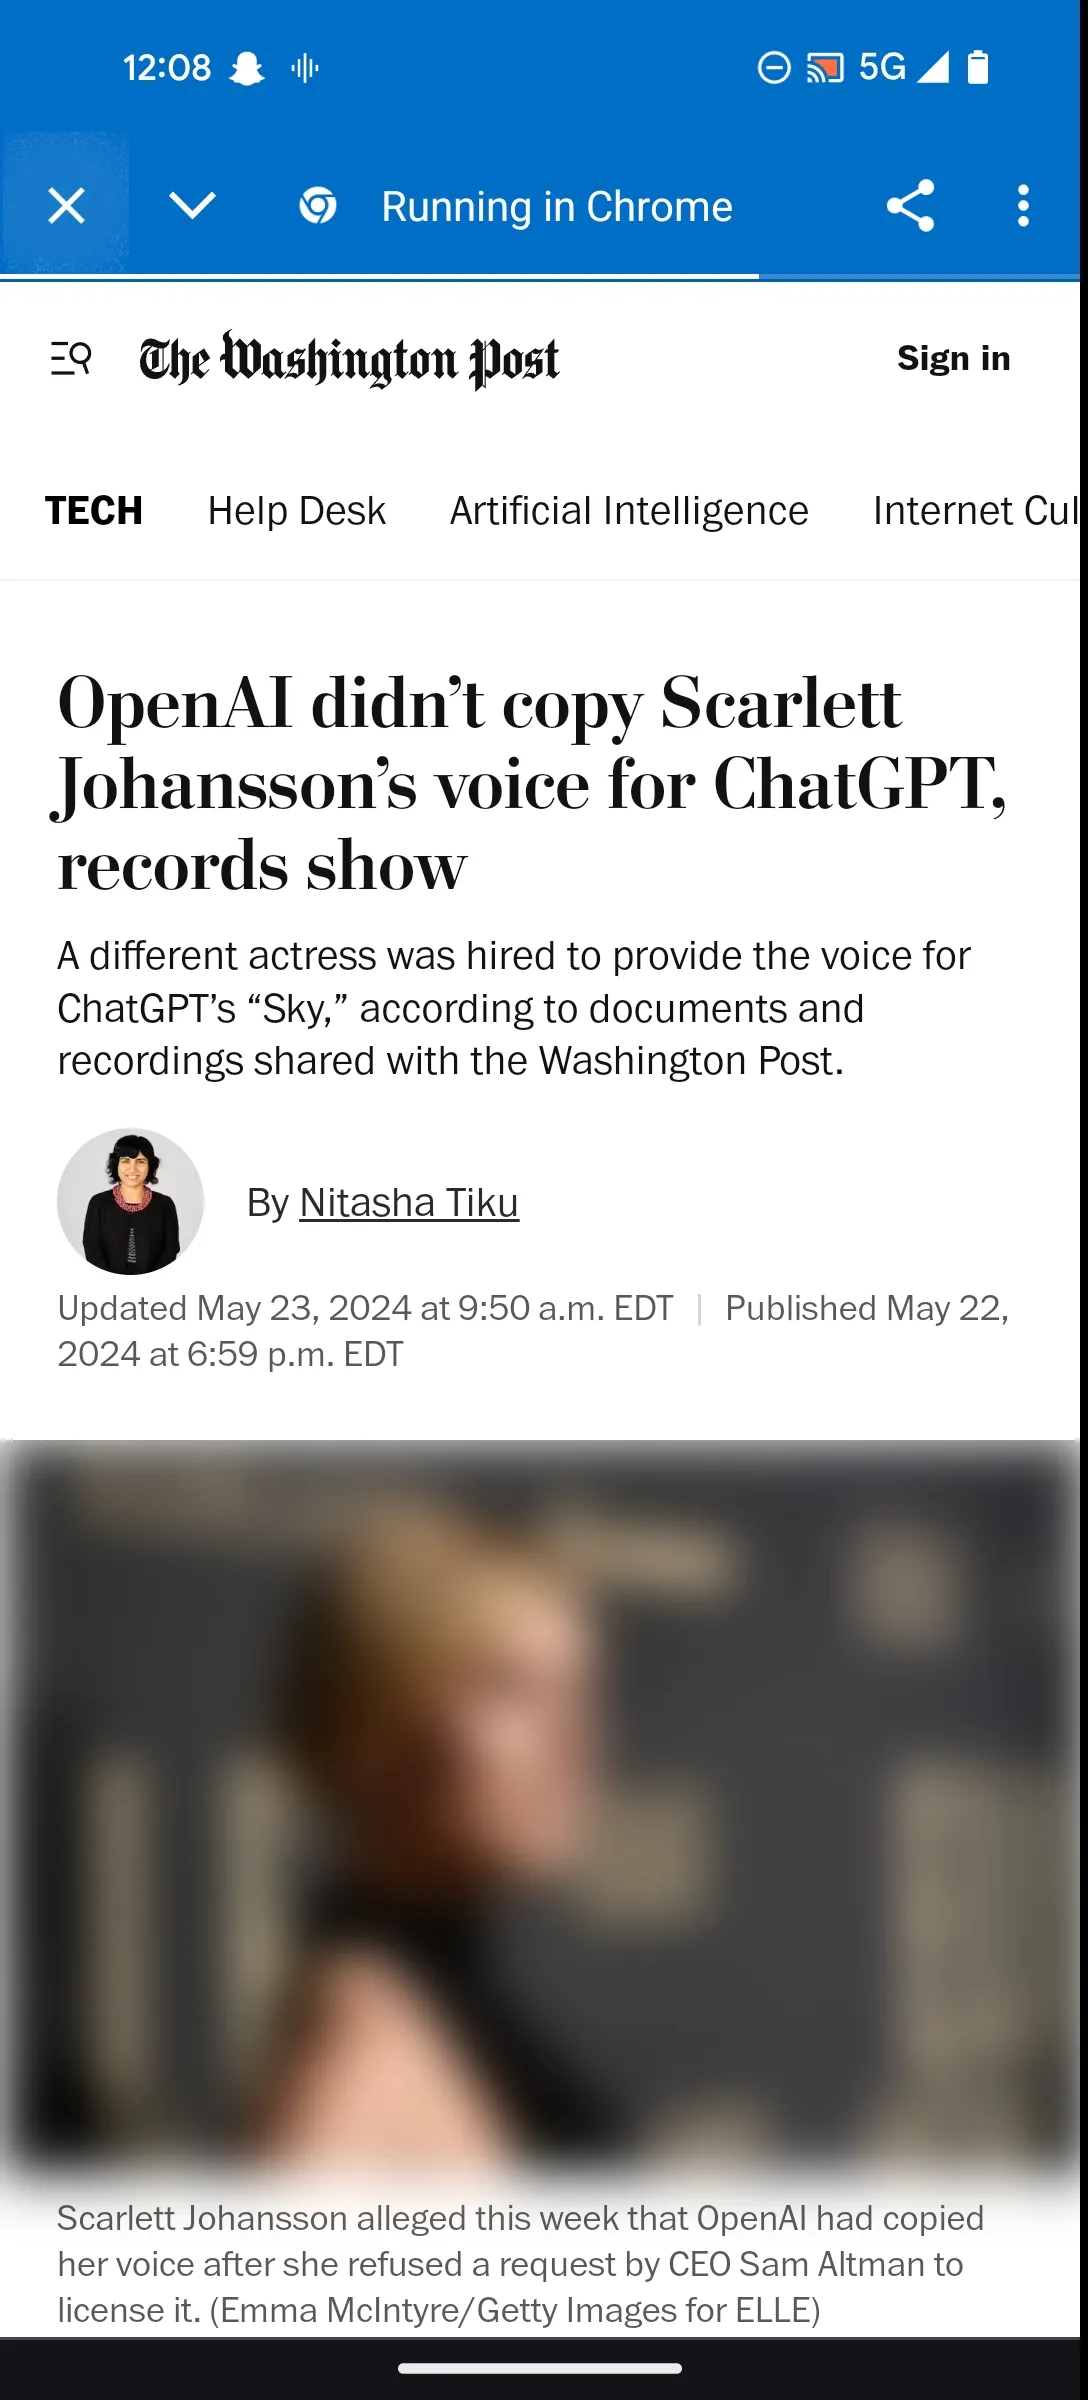 12:08
5G
Running in Chrome
The Washington Post
Sign in
TECH Help Desk Artificial Intelligence Internet Cul
OpenAI didn’t copy Scarlett
Johansson’s voice for ChatGPT,
records show
A different actress was hired to provide the voice for
ChatGPT’s “Sky,” according to documents and
recordings shared with the Washington Post.
By Nitasha Tiku
Updated May 23, 2024 at 9:50 a.m. EDT | Published May 22,
2024 at 6:59 p.m. EDT
Scarlett Johansson alleged this week that OpenAI had copied
her voice after she refused a request by CEO Sam Altman to
license it. (Emma McIntyre/Getty Images for ELLE)